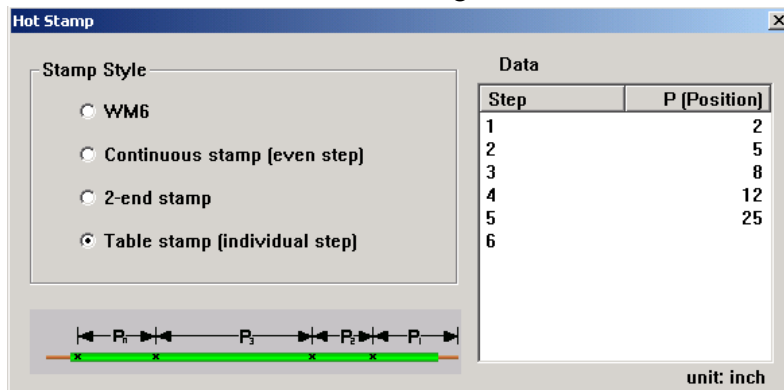 Hot Stamp
Stamp Style
WM6
Continuous stamp (even step)
2-end stamp
Table stamp (individual step)
Pn P3 P2 P1
Data
Step P (Position)
1 2
2 5
3 8
4 12
5 25
6
unit: inch